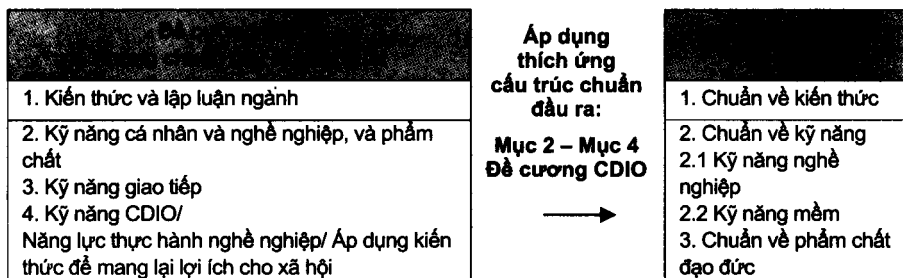 1. Kiến thức và lập luận ngành
2. Kỹ năng cá nhân và nghề nghiệp, và phẩm
chất
3. Kỹ năng giao tiếp
4. Kỹ năng CDIO/
Năng lực thực hành nghề nghiệp/ Áp dụng kiến
thức để mang lại lợi ích cho xã hội
Áp dụng
thích ứng
cấu trúc chuẩn
đầu ra:
Mục 2 – Mục 4
Đề cương CDIO
1. Chuẩn về kiến thức
2. Chuẩn về kỹ năng
2.1 Kỹ năng nghề
nghiệp
2.2 Kỹ năng mềm
3. Chuẩn về phẩm chất
đạo đức